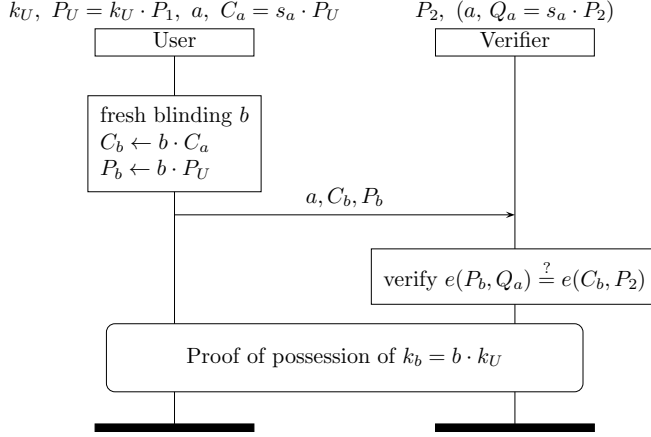 k_U, P_U = k_U · P_1, a, C_a = s_a · P_U
P_2, (a, Q_a = s_a · P_2)
User
Verifier
fresh blinding b
C_b ← b · C_a
P_b ← b · P_U
a, C_b, P_b
verify e(P_b, Q_a) ≟ e(C_b, P_2)
Proof of possession of k_b = b · k_U